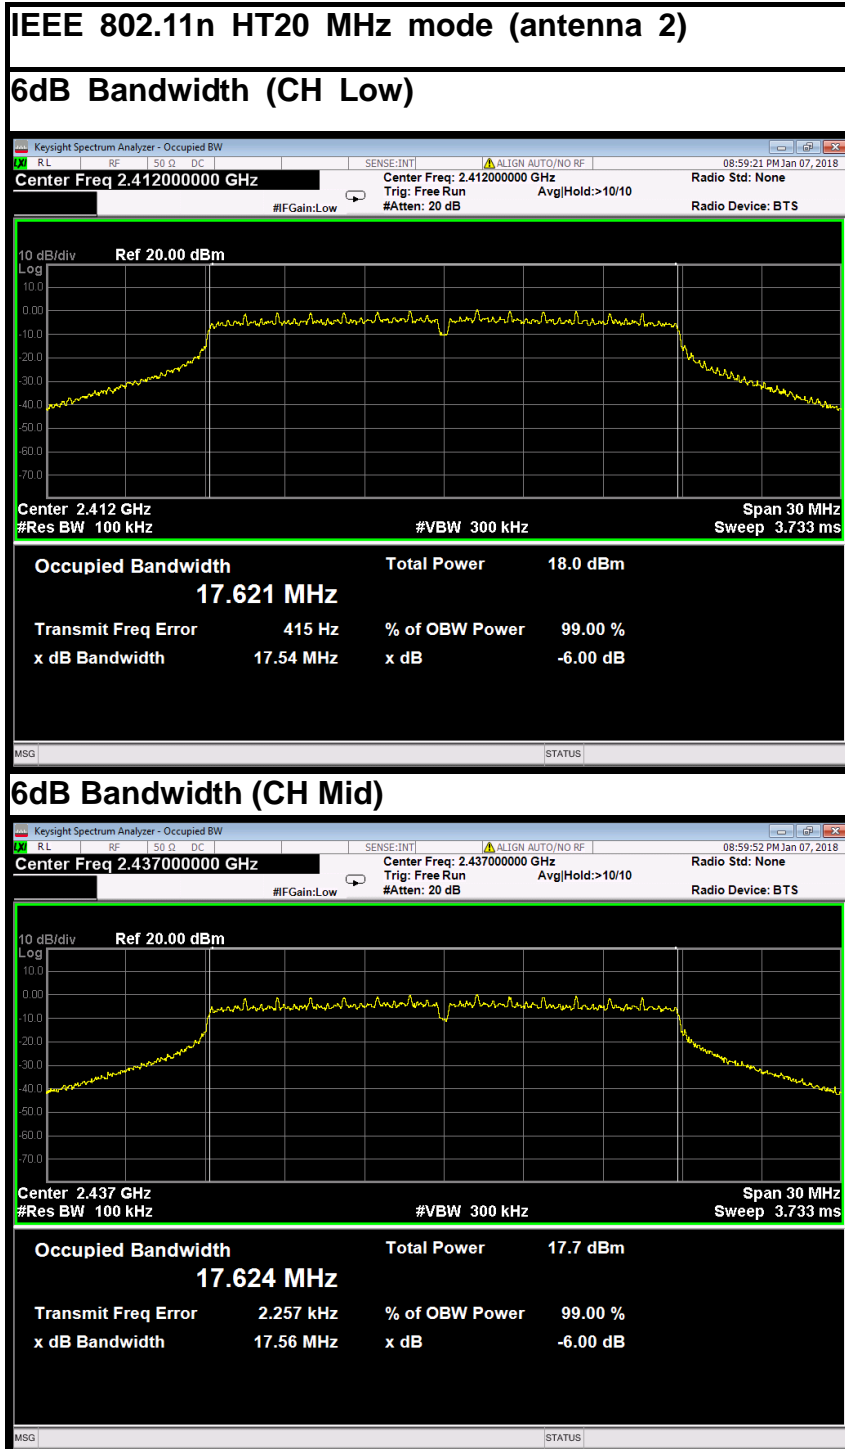 IEEE 802.11n HT20 MHz mode (antenna 2)
6dB Bandwidth (CH Low)
Keysight Spectrum Analyzer - Occupied BW
LXI RL RF 50 Ω DC SENSE:INT ALIGN AUTO/NO RF 08:59:21 PM Jan 07, 2018
Center Freq 2.412000000 GHz Center Freq: 2.412000000 GHz Radio Std: None
Trig: Free Run Avg|Hold:>10/10
#IFGain:Low #Atten: 20 dB Radio Device: BTS
10 dB/div Ref 20.00 dBm
Log
10.0
0.00
-10.0
-20.0
-30.0
-40.0
-50.0
-60.0
-70.0
Center 2.412 GHz Span 30 MHz
#Res BW 100 kHz #VBW 300 kHz Sweep 3.733 ms
Occupied Bandwidth Total Power 18.0 dBm
17.621 MHz
Transmit Freq Error 415 Hz % of OBW Power 99.00 %
x dB Bandwidth 17.54 MHz x dB -6.00 dB
MSG STATUS
6dB Bandwidth (CH Mid)
Keysight Spectrum Analyzer - Occupied BW
LXI RL RF 50 Ω DC SENSE:INT ALIGN AUTO/NO RF 08:59:52 PM Jan 07, 2018
Center Freq 2.437000000 GHz Center Freq: 2.437000000 GHz Radio Std: None
Trig: Free Run Avg|Hold:>10/10
#IFGain:Low #Atten: 20 dB Radio Device: BTS
10 dB/div Ref 20.00 dBm
Log
10.0
0.00
-10.0
-20.0
-30.0
-40.0
-50.0
-60.0
-70.0
Center 2.437 GHz Span 30 MHz
#Res BW 100 kHz #VBW 300 kHz Sweep 3.733 ms
Occupied Bandwidth Total Power 17.7 dBm
17.624 MHz
Transmit Freq Error 2.257 kHz % of OBW Power 99.00 %
x dB Bandwidth 17.56 MHz x dB -6.00 dB
MSG STATUS